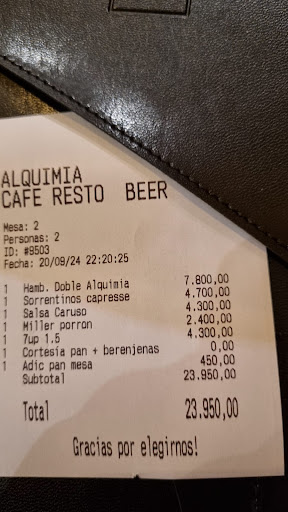 ALQUIMIA
CAFE RESTO BEER
Mesa: 2
Personas: 2
ID: #9503
Fecha: 20/09/24 22:20:25
1 Hamb. Doble Alquimia 7.800,00
1 Sorrentinos capresse 4.700,00
1 Salsa Caruso 4.300,00
1 Miller porron 2.400,00
1 7up 1.5 4.300,00
1 Cortesía pan + berenjenas 0,00
1 Adic pan mesa 450,00
Subtotal 23.950,00
Total 23.950,00
Gracias por elegirnos!